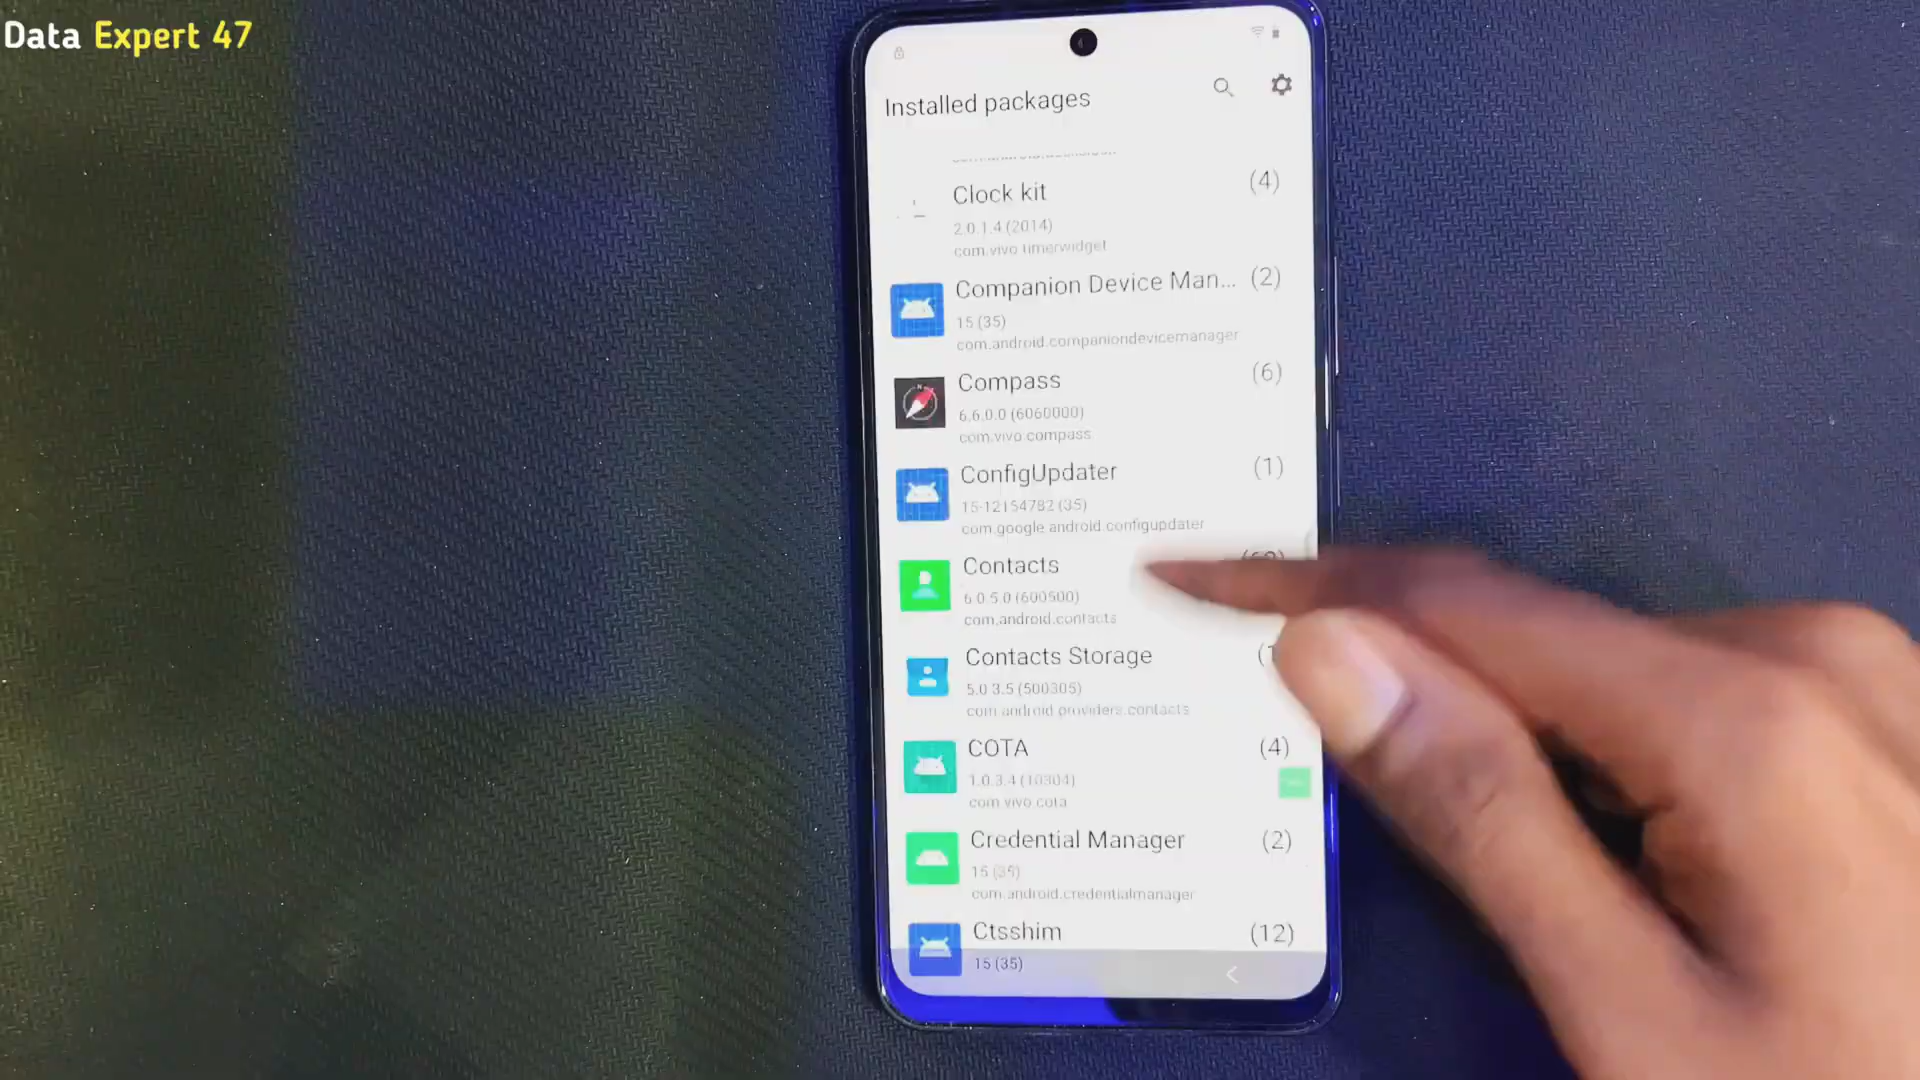 Data Expert 47
Installed packages
Clock kit (4)
2.0.1.4 (2014)
com.vivo.timerwidget
Companion Device Man... (2)
15 (35)
com.android.companiondevicemanager
Compass (6)
6.6.0.0 (6060000)
com.vivo.compass
ConfigUpdater (1)
15-12154782 (35)
com.google.android.configupdater
Contacts
6.0.5.0 (600500)
com.android.contacts
Contacts Storage
5.0.3.5 (500305)
com.android.providers.contacts
COTA (4)
1.0.3.4 (10304)
com.vivo.cota
Credential Manager (2)
15 (35)
com.android.credentialmanager
Ctsshim (12)
15 (35)